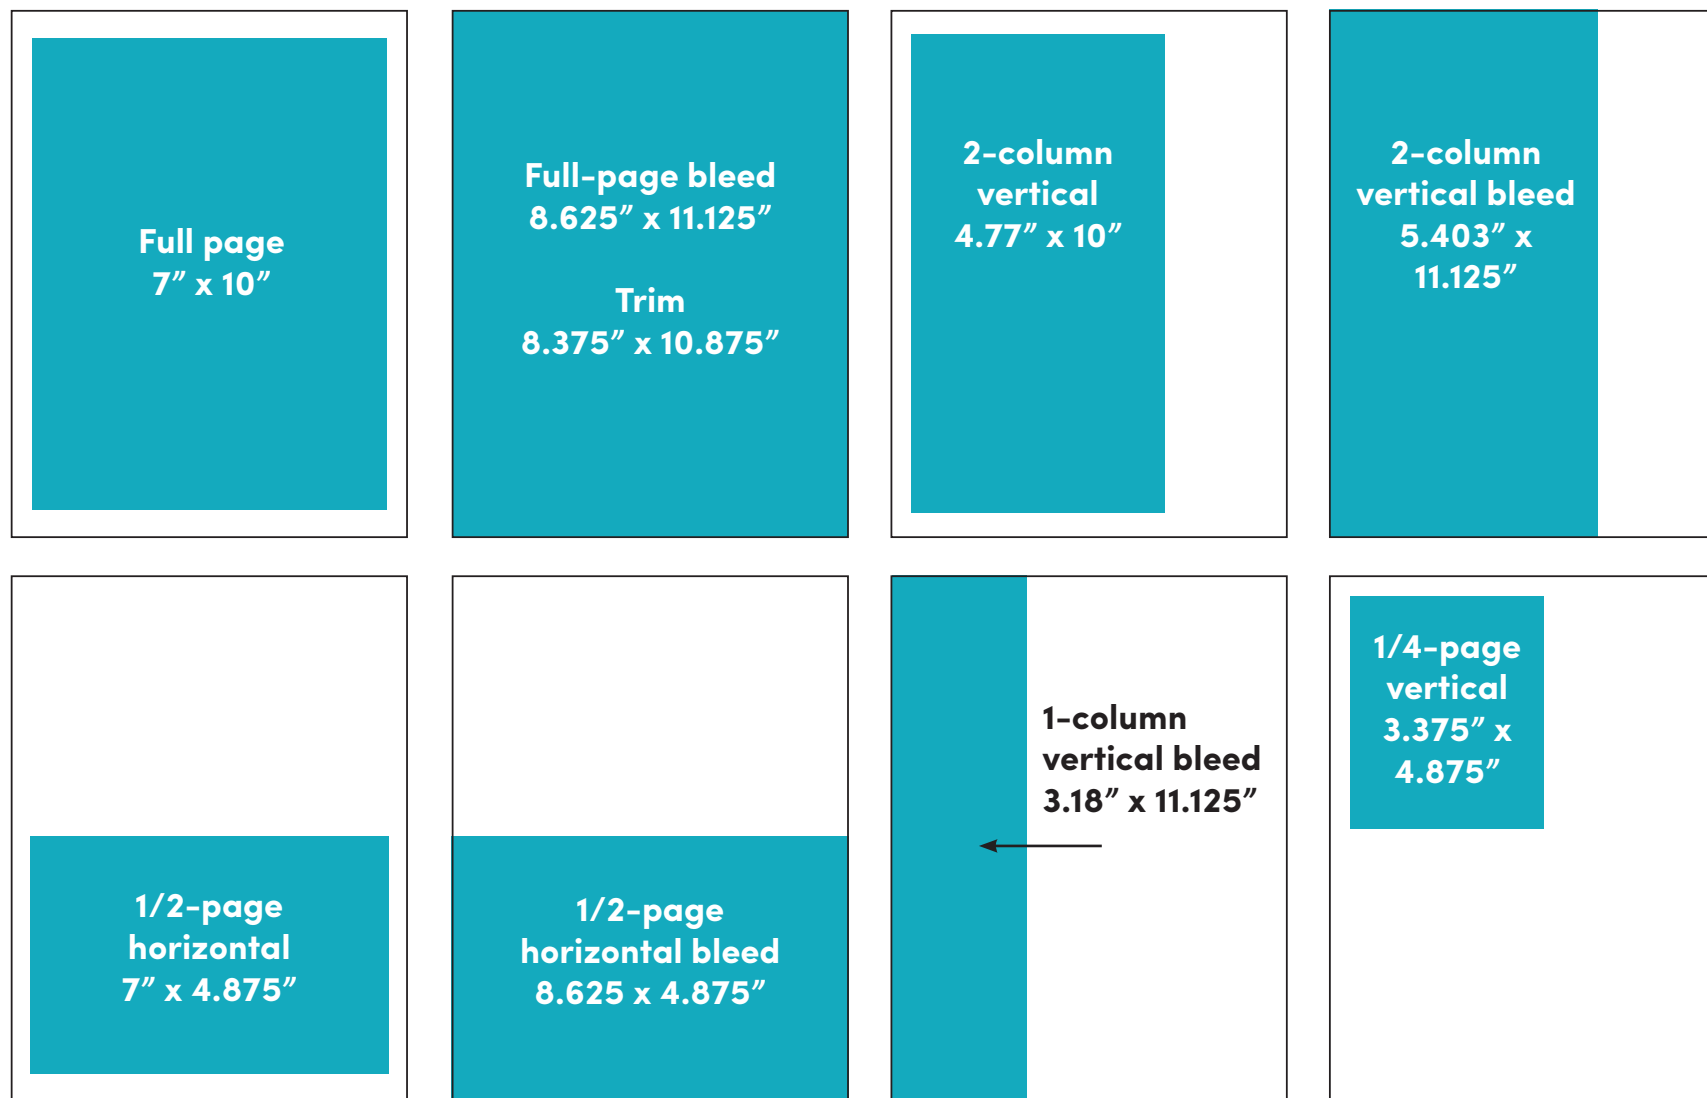 Full page
7″ x 10″
Full-page bleed
8.625″ x 11.125″
Trim
8.375″ x 10.875″
2-column
vertical
4.77″ x 10″
2-column
vertical bleed
5.403″ x
11.125″
1/2-page
horizontal
7″ x 4.875″
1/2-page
horizontal bleed
8.625 x 4.875″
1-column
vertical bleed
3.18″ x 11.125″
1/4-page
vertical
3.375″ x
4.875″